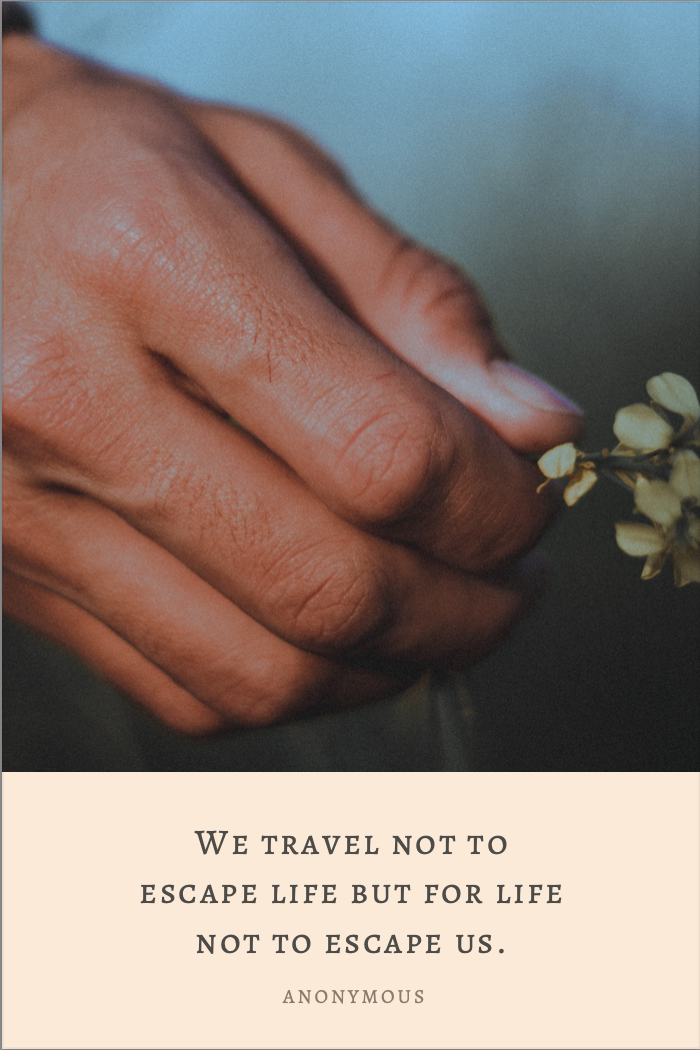 We travel not to
escape life but for life
not to escape us.
anonymous